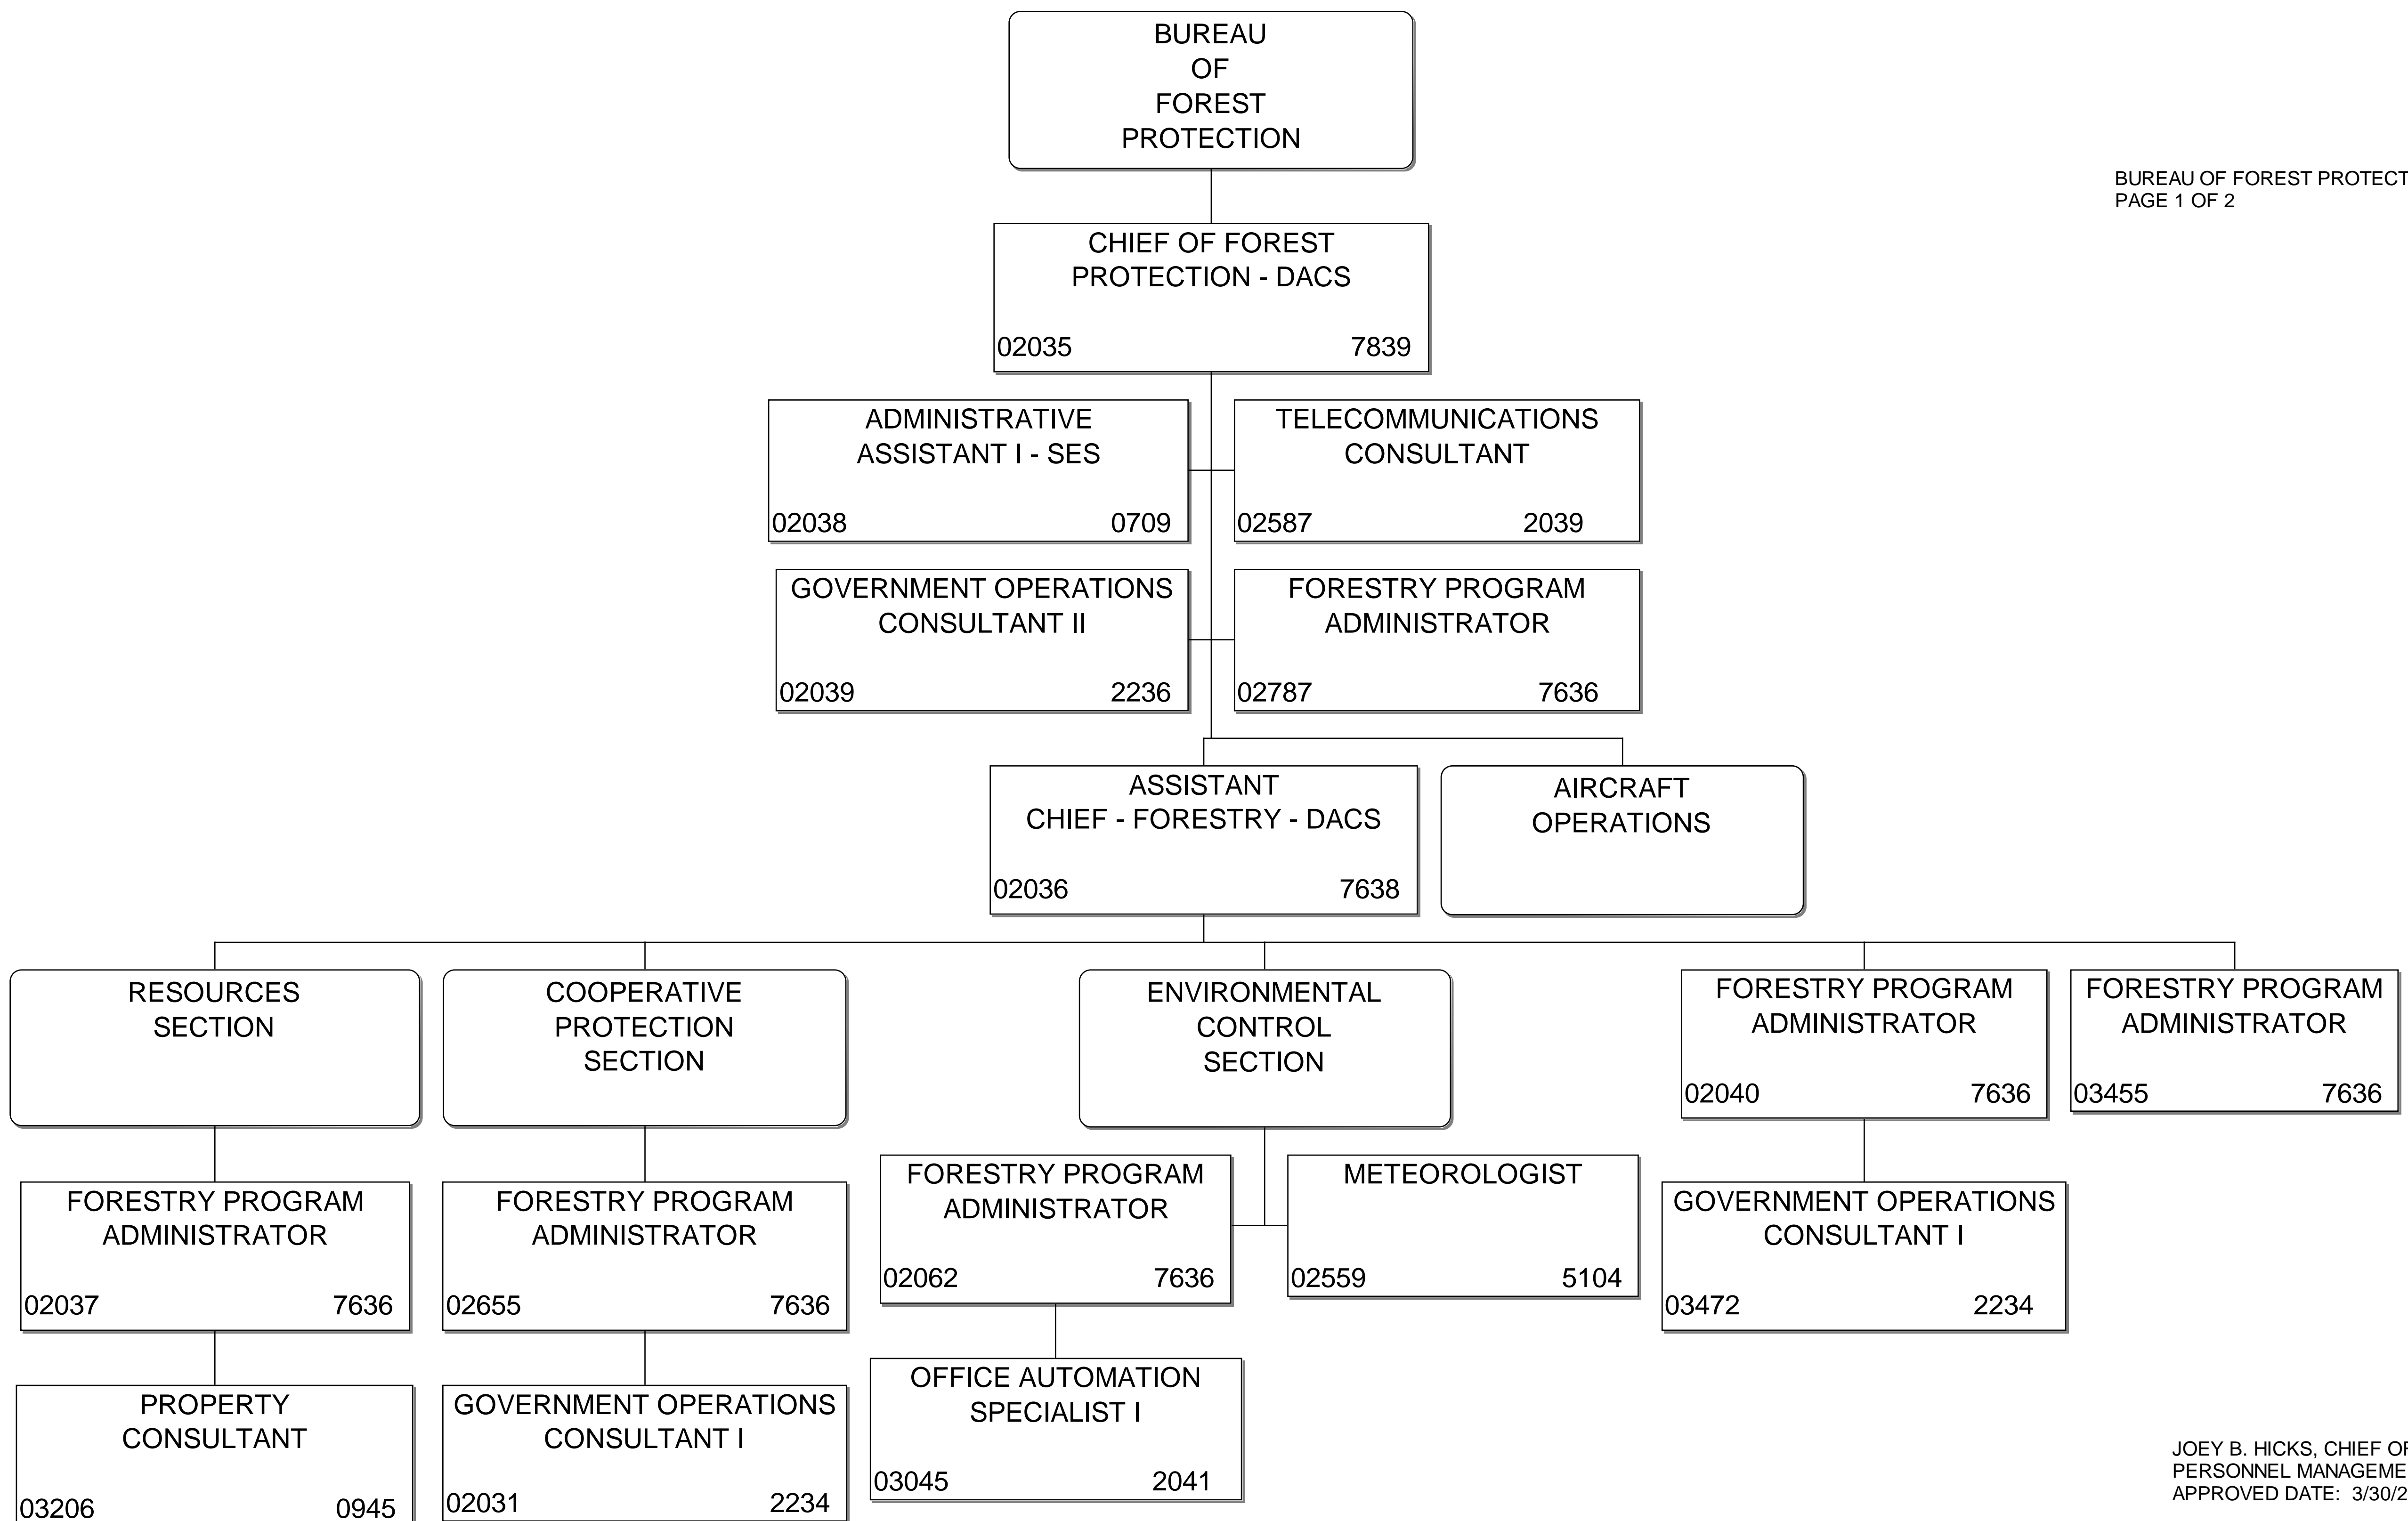 BUREAU
OF
FOREST
PROTECTION
BUREAU OF FOREST PROTECT
PAGE 1 OF 2
CHIEF OF FOREST
PROTECTION - DACS
02035 7839
ADMINISTRATIVE
ASSISTANT I - SES
02038 0709
TELECOMMUNICATIONS
CONSULTANT
02587 2039
GOVERNMENT OPERATIONS
CONSULTANT II
02039 2236
FORESTRY PROGRAM
ADMINISTRATOR
02787 7636
ASSISTANT
CHIEF - FORESTRY - DACS
02036 7638
AIRCRAFT
OPERATIONS
RESOURCES
SECTION
COOPERATIVE
PROTECTION
SECTION
ENVIRONMENTAL
CONTROL
SECTION
FORESTRY PROGRAM
ADMINISTRATOR
02040 7636
FORESTRY PROGRAM
ADMINISTRATOR
03455 7636
FORESTRY PROGRAM
ADMINISTRATOR
02037 7636
FORESTRY PROGRAM
ADMINISTRATOR
02655 7636
FORESTRY PROGRAM
ADMINISTRATOR
02062 7636
METEOROLOGIST
02559 5104
GOVERNMENT OPERATIONS
CONSULTANT I
03472 2234
PROPERTY
CONSULTANT
03206 0945
GOVERNMENT OPERATIONS
CONSULTANT I
02031 2234
OFFICE AUTOMATION
SPECIALIST I
03045 2041
JOEY B. HICKS, CHIEF OF
PERSONNEL MANAGEME
APPROVED DATE: 3/30/2